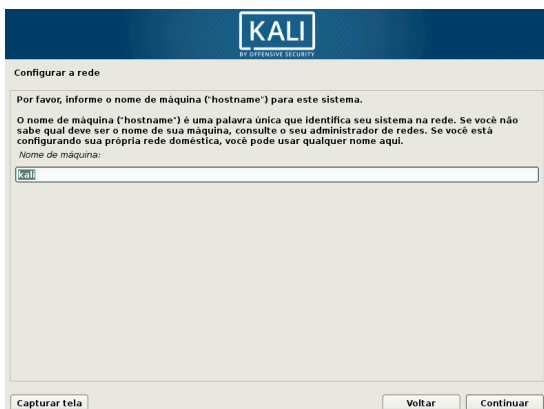 KALI
BY OFFENSIVE SECURITY
Configurar a rede
Por favor, informe o nome de máquina ("hostname") para este sistema.
O nome de máquina ("hostname") é uma palavra única que identifica seu sistema na rede. Se você não
sabe qual deve ser o nome de sua máquina, consulte o seu administrador de redes. Se você está
configurando sua própria rede doméstica, você pode usar qualquer nome aqui.
Nome de máquina:
kali
Capturar tela
Voltar
Continuar